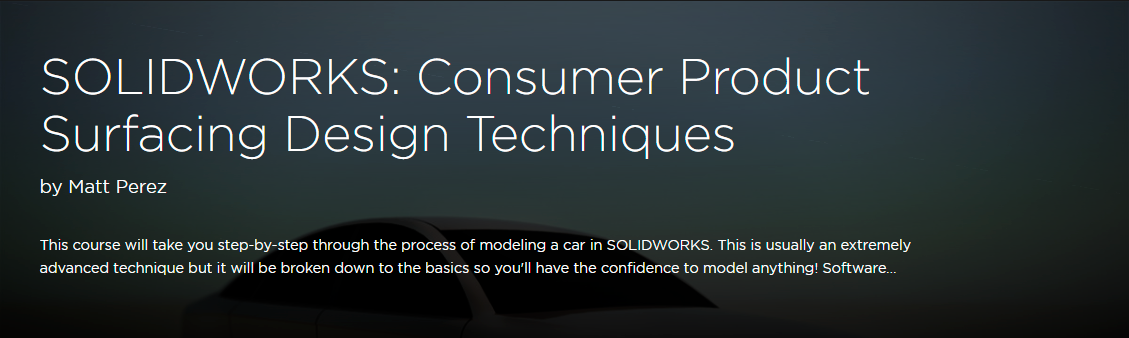 SOLIDWORKS: Consumer Product
Surfacing Design Techniques
by Matt Perez
This course will take you step-by-step through the process of modeling a car in SOLIDWORKS. This is usually an extremely
advanced technique but it will be broken down to the basics so you'll have the confidence to model anything! Software...